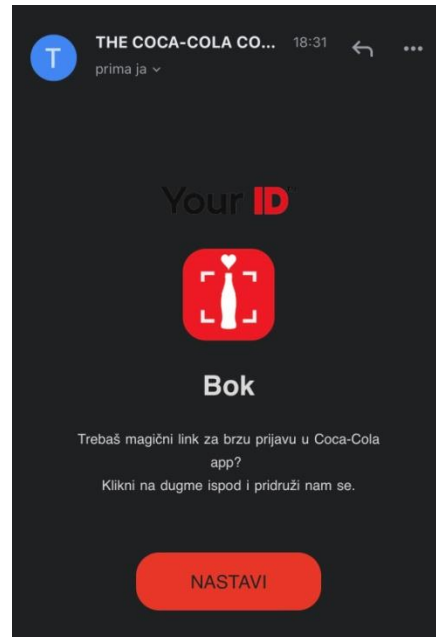 T
THE COCA-COLA CO... 18:31
prima ja
Your ID™
Bok
Trebaš magični link za brzu prijavu u Coca-Cola
app?
Klikni na dugme ispod i pridruži nam se.
NASTAVI